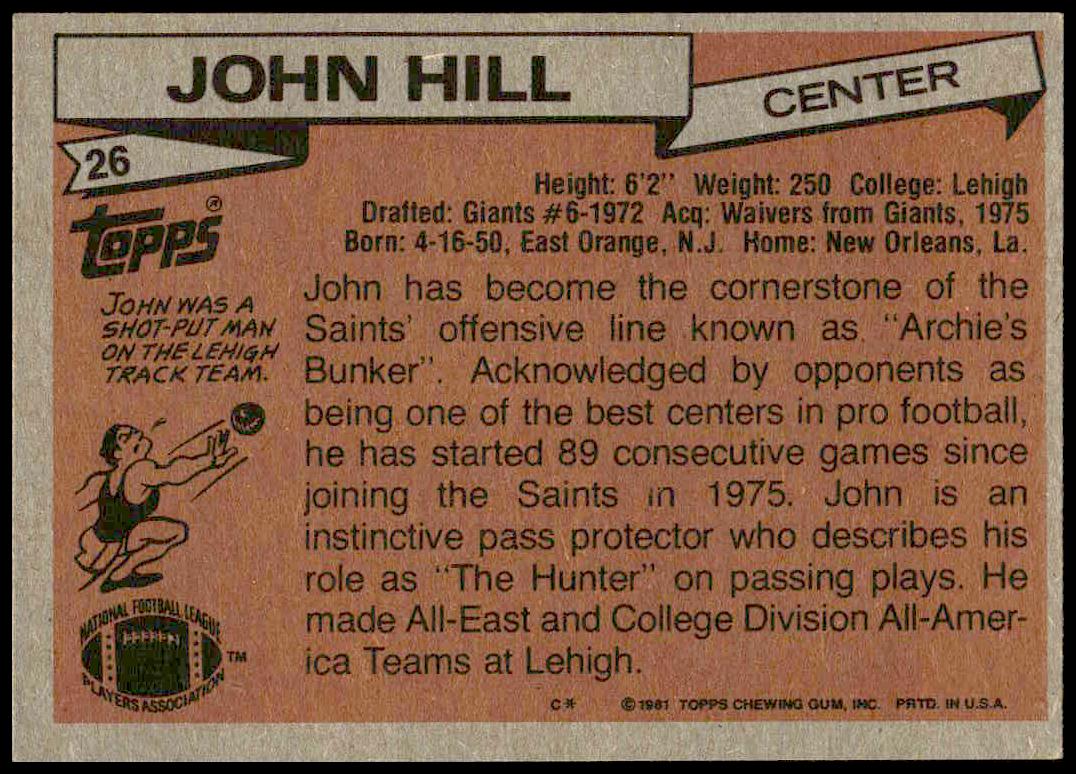 JOHN HILL
CENTER
26
TOPPS®
Height: 6'2" Weight: 250 College: Lehigh
Drafted: Giants #6-1972 Acq: Waivers from Giants, 1975
Born: 4-16-50, East Orange, N.J. Home: New Orleans, La.
JOHN WAS A
SHOT-PUT MAN
ON THE LEHIGH
TRACK TEAM.
John has become the cornerstone of the
Saints' offensive line known as "Archie's
Bunker". Acknowledged by opponents as
being one of the best centers in pro football,
he has started 89 consecutive games since
joining the Saints in 1975. John is an
instinctive pass protector who describes his
role as "The Hunter" on passing plays. He
made All-East and College Division All-Amer-
ica Teams at Lehigh.
NATIONAL FOOTBALL LEAGUE
PLAYERS ASSOCIATION
TM
C* ©1981 TOPPS CHEWING GUM, INC. PRTD. IN U.S.A.